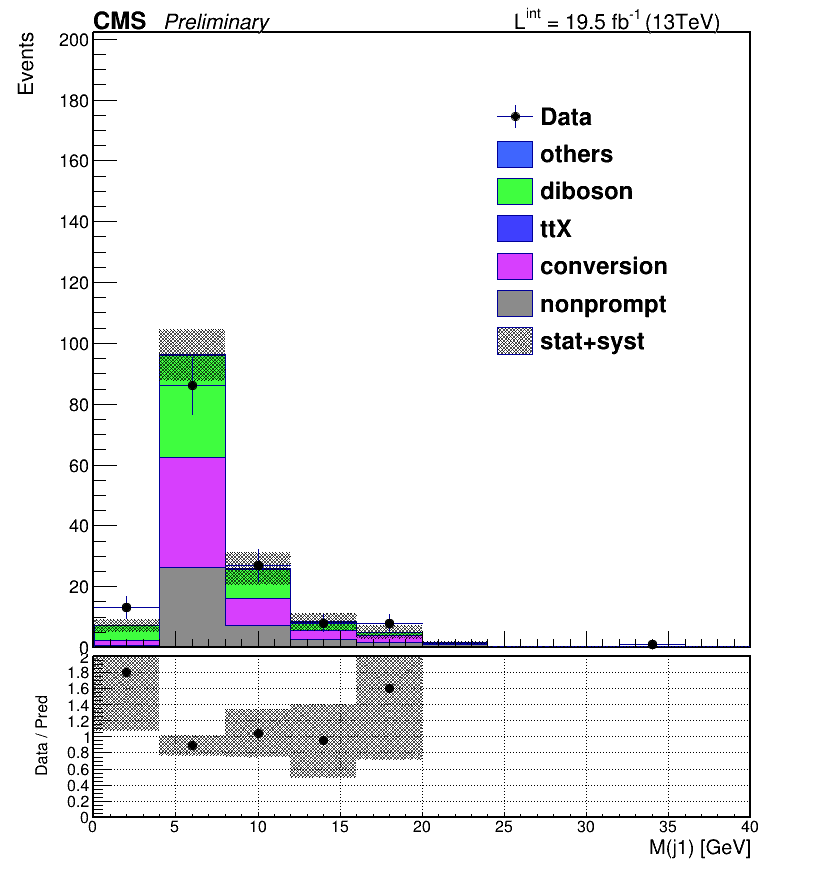 CMS Preliminary L^int = 19.5 fb^-1 (13TeV)
Events
200
180
160
140
120
100
80
60
40
20
0
Data
others
diboson
ttX
conversion
nonprompt
stat+syst
Data / Pred
2
1.8
1.6
1.4
1.2
1
0.8
0.6
0.4
0.2
0
0 5 10 15 20 25 30 35 40
M(j1) [GeV]